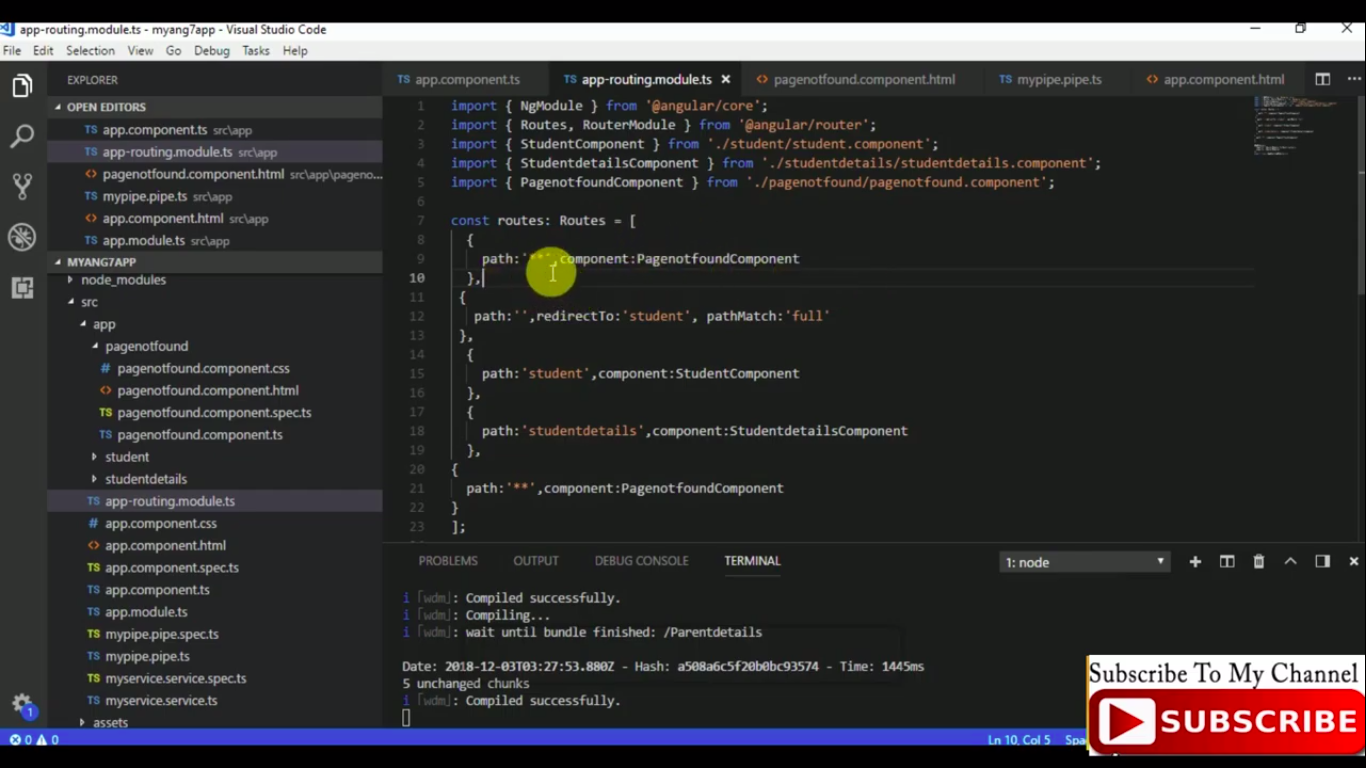 app-routing.module.ts - myang7app - Visual Studio Code
File Edit Selection View Go Debug Tasks Help
EXPLORER
OPEN EDITORS
TS app.component.ts src\app
TS app-routing.module.ts src\app
<> pagenotfound.component.html src\app\pageno...
TS mypipe.pipe.ts src\app
<> app.component.html src\app
TS app.module.ts src\app
MYANG7APP
node_modules
src
app
pagenotfound
# pagenotfound.component.css
<> pagenotfound.component.html
TS pagenotfound.component.spec.ts
TS pagenotfound.component.ts
student
studentdetails
TS app-routing.module.ts
# app.component.css
<> app.component.html
TS app.component.spec.ts
TS app.component.ts
TS app.module.ts
TS mypipe.pipe.spec.ts
TS mypipe.pipe.ts
TS myservice.service.spec.ts
TS myservice.service.ts
assets
1
TS app.component.ts TS app-routing.module.ts <> pagenotfound.component.html TS mypipe.pipe.ts <> app.component.html
1 import { NgModule } from '@angular/core';
2 import { Routes, RouterModule } from '@angular/router';
3 import { StudentComponent } from './student/student.component';
4 import { StudentdetailsComponent } from './studentdetails/studentdetails.component';
5 import { PagenotfoundComponent } from './pagenotfound/pagenotfound.component';
6
7 const routes: Routes = [
8 {
9 path:'**',component:PagenotfoundComponent
10 },
11 {
12 path:'',redirectTo:'student', pathMatch:'full'
13 },
14 {
15 path:'student',component:StudentComponent
16 },
17 {
18 path:'studentdetails',component:StudentdetailsComponent
19 },
20 {
21 path:'**',component:PagenotfoundComponent
22 }
23 ];
PROBLEMS OUTPUT DEBUG CONSOLE TERMINAL 1: node
i ｢wdm｣: Compiled successfully.
i ｢wdm｣: Compiling...
i ｢wdm｣: wait until bundle finished: /Parentdetails
Date: 2018-12-03T03:27:53.880Z - Hash: a508a6c5f20b0bc93574 - Time: 1445ms
5 unchanged chunks
i ｢wdm｣: Compiled successfully.
0 0
Ln 10, Col 5
Subscribe To My Channel
SUBSCRIBE